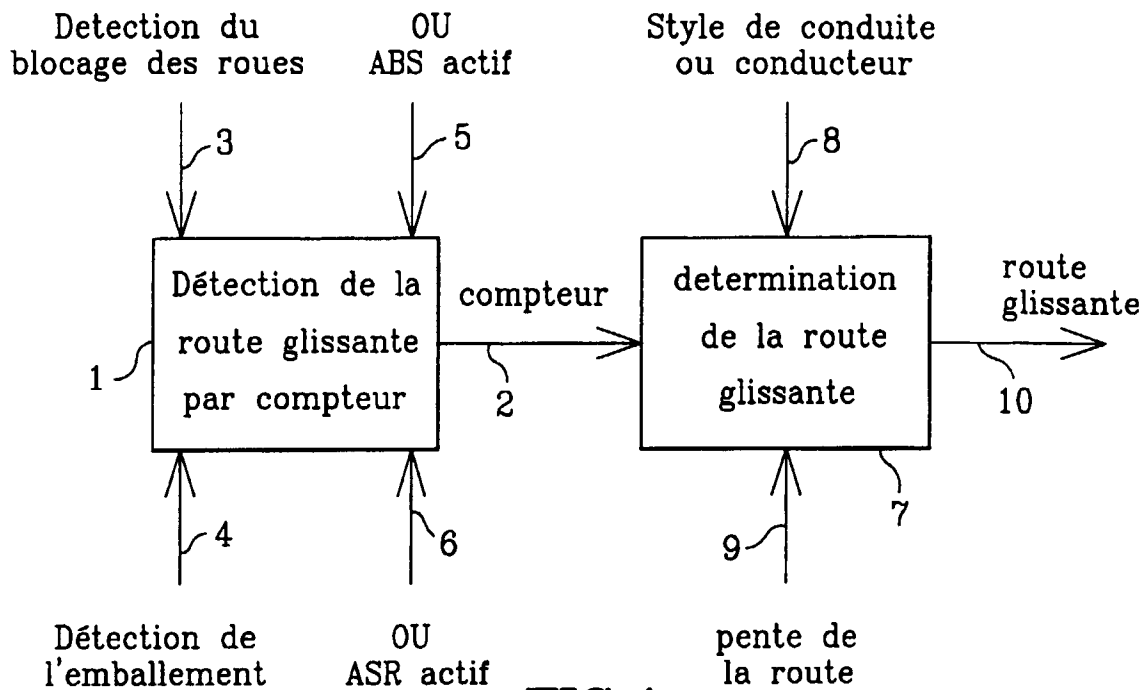 Detection du
blocage des roues
OU
ABS actif
Style de conduite
ou conducteur
3
5
8
Détection de la
route glissante
par compteur
1
compteur
2
determination
de la route
glissante
7
route
glissante
10
4
6
9
Détection de
l'emballement
OU
ASR actif
pente de
la route